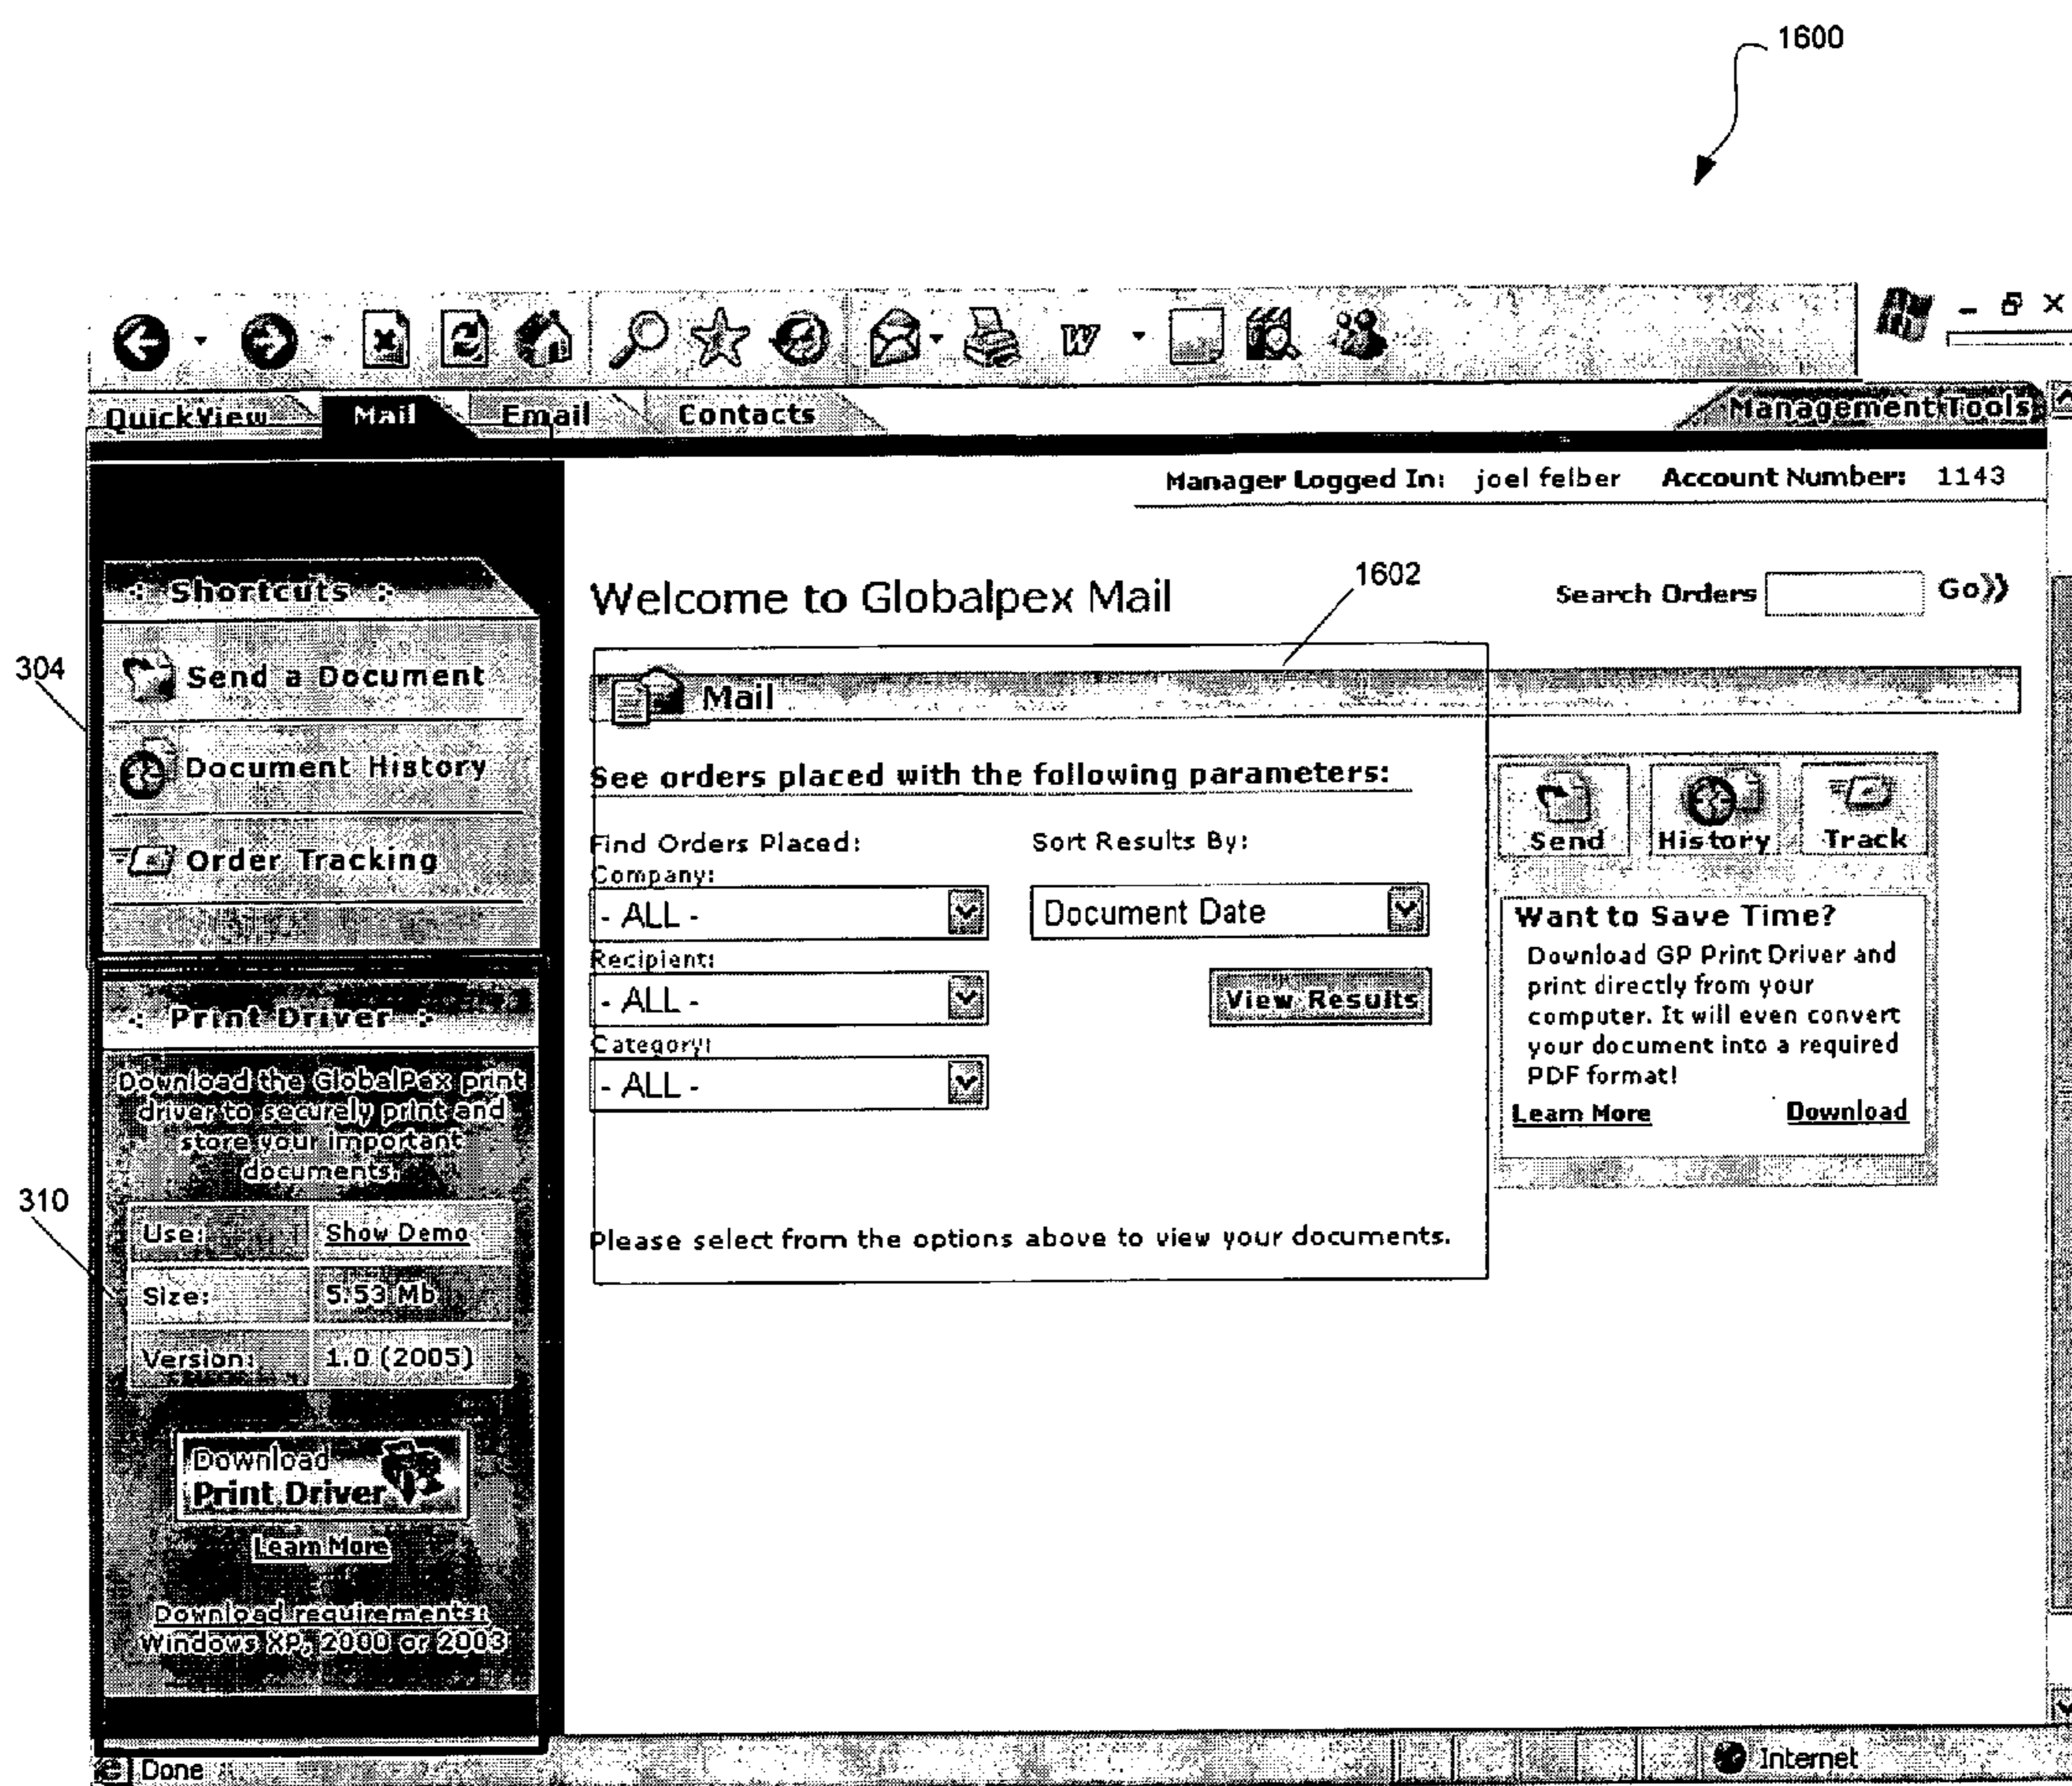 1600
QuickView Mail Email Contacts Management Tools
Manager Logged In: joel felber Account Number: 1143
:: Shortcuts ::
Send a Document
Document History
Order Tracking
304
Welcome to Globalpex Mail
1602
Search Orders Go»
Mail
See orders placed with the following parameters:
Find Orders Placed: Sort Results By:
Company:
- ALL - Document Date
Recipient:
- ALL - View Results
Category:
- ALL -
Please select from the options above to view your documents.
Send History Track
Want to Save Time?
Download GP Print Driver and
print directly from your
computer. It will even convert
your document into a required
PDF format!
Learn More Download
:: Print Driver ::
Download the GlobalPex print
driver to securely print and
store your important
documents.
310
Use: Show Demo
Size: 5.53 Mb
Version: 1.0 (2005)
Download
Print Driver
Learn More
Download requirements:
Windows XP, 2000 or 2003
Done Internet